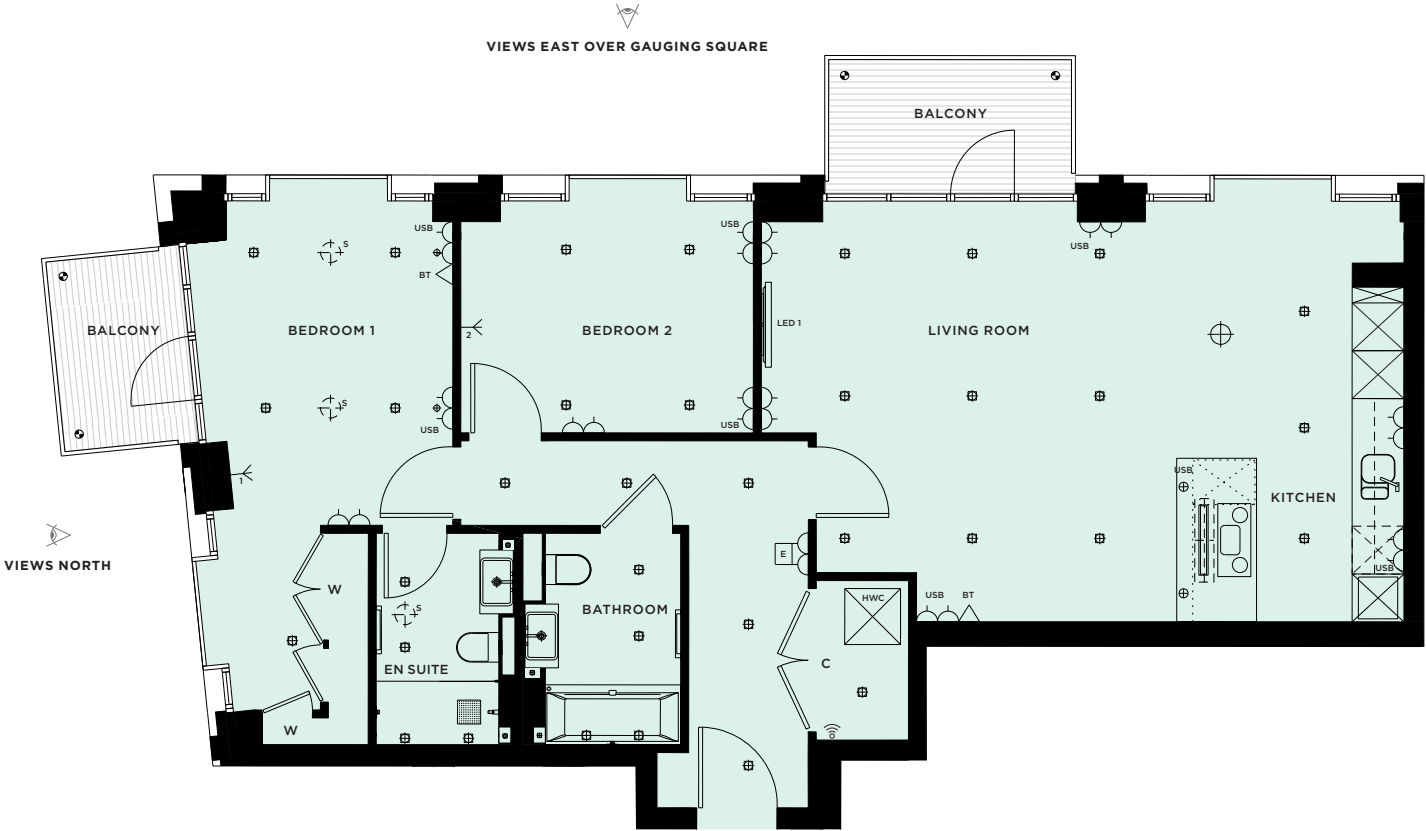 VIEWS EAST OVER GAUGING SQUARE
BALCONY
USB
S
BT
USB
USB
BALCONY
BEDROOM 1
2
BEDROOM 2
LED 1
LIVING ROOM
S
USB
USB
1
USB
KITCHEN
VIEWS NORTH
E
USB
W
BATHROOM
HWC
USB
BT
S
EN SUITE
C
W